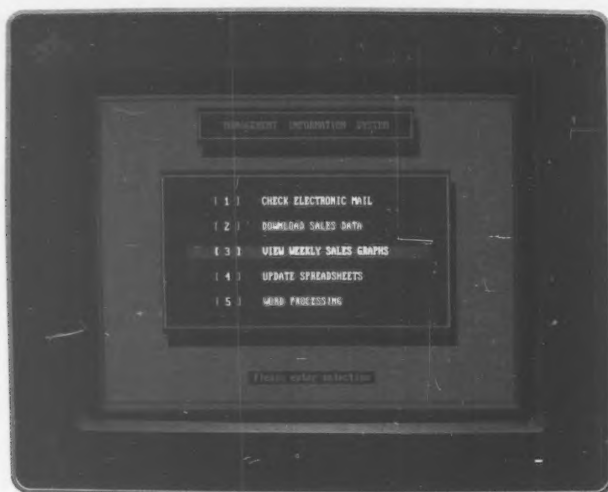 MANAGEMENT INFORMATION SYSTEM
[ 1 ] CHECK ELECTRONIC MAIL
[ 2 ] DOWNLOAD SALES DATA
[ 3 ] VIEW WEEKLY SALES GRAPHS
[ 4 ] UPDATE SPREADSHEETS
[ 5 ] WORD PROCESSING
Please enter selection